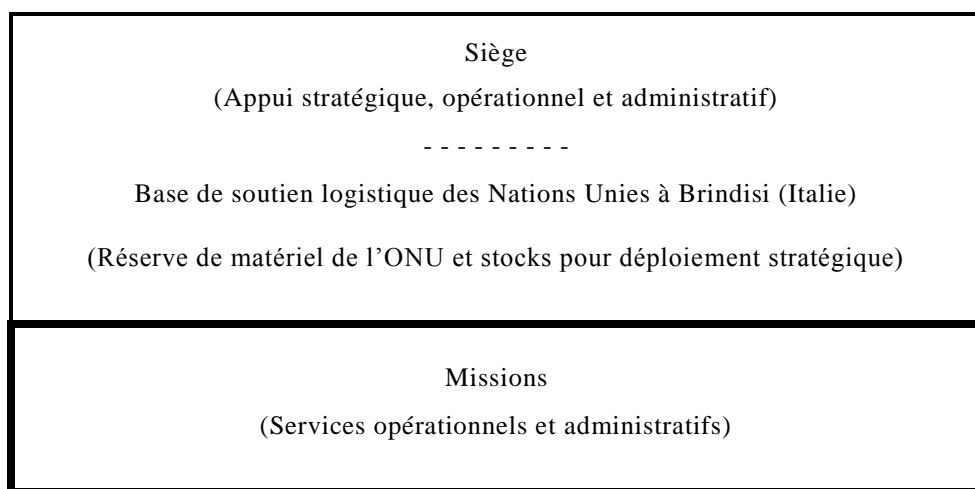 Siège
(Appui stratégique, opérationnel et administratif)
- - - - - - - - -
Base de soutien logistique des Nations Unies à Brindisi (Italie)
(Réserve de matériel de l’ONU et stocks pour déploiement stratégique)
Missions
(Services opérationnels et administratifs)